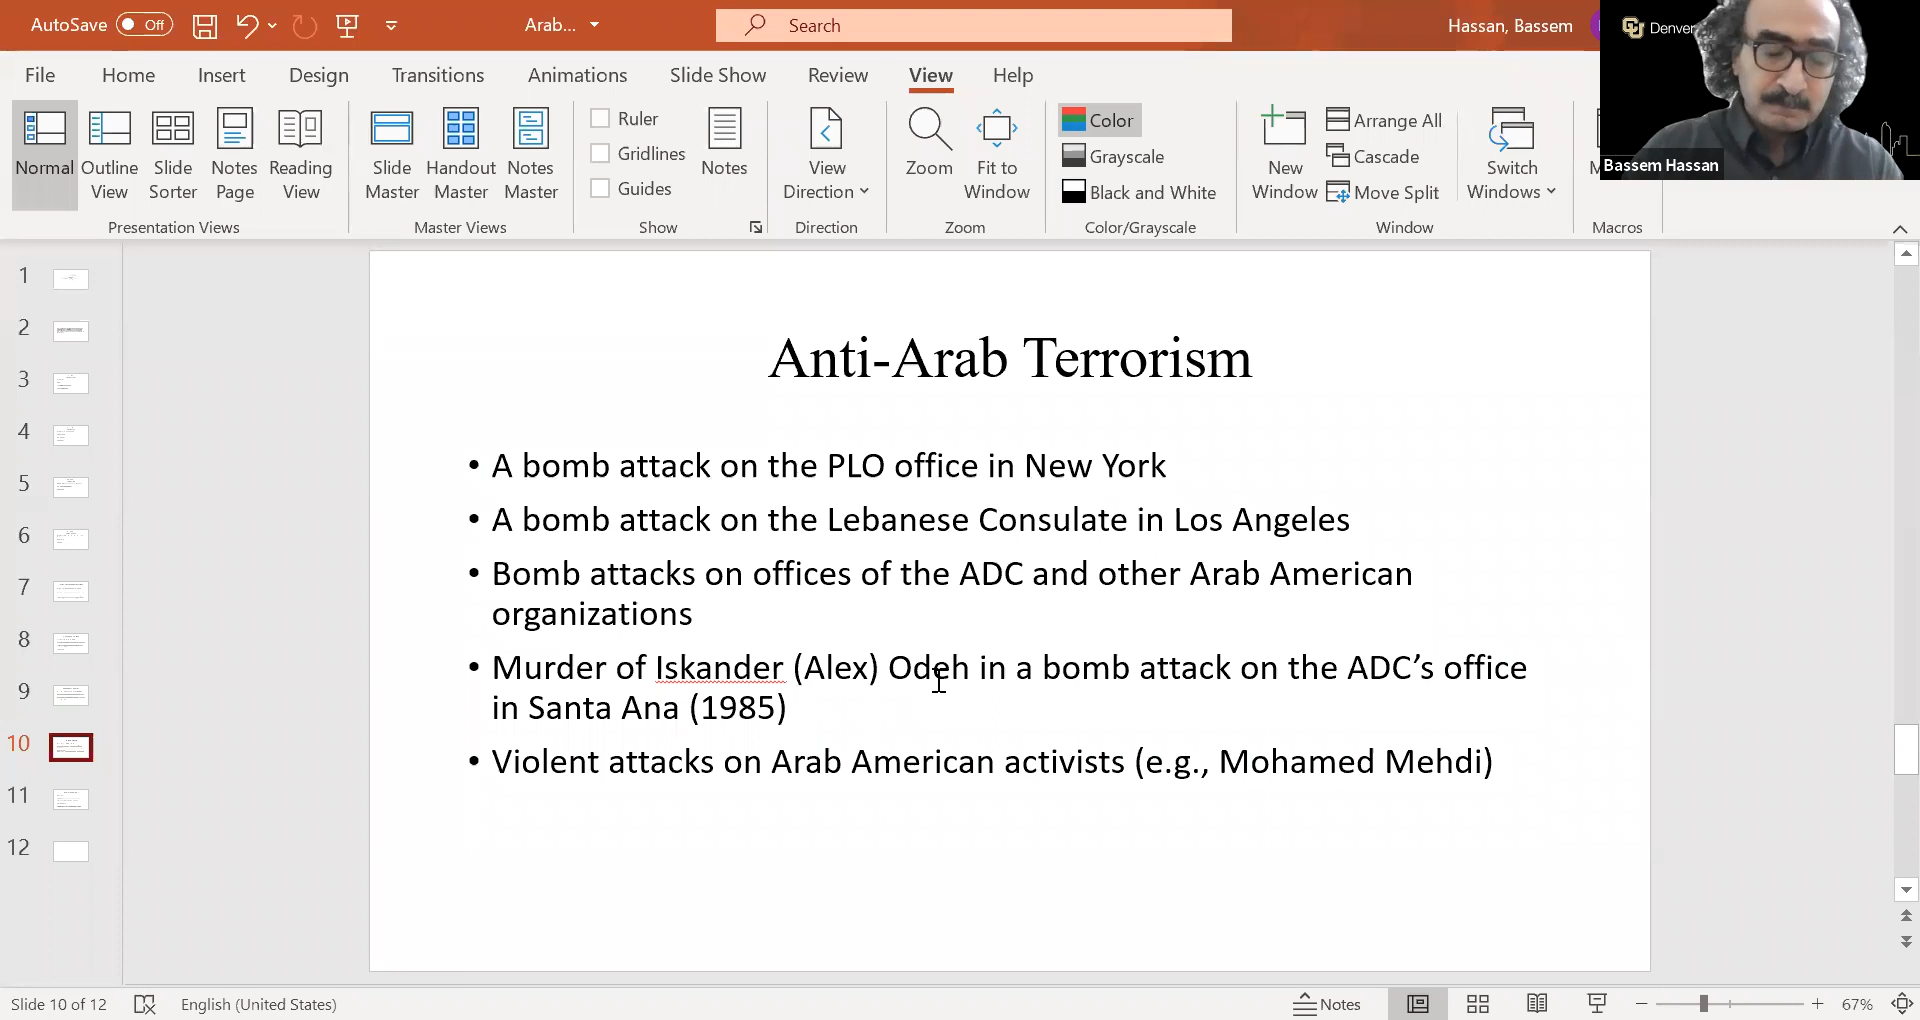 AutoSave Off Arab... Search Hassan, Bassem
Denver
File Home Insert Design Transitions Animations Slide Show Review View Help
Normal Outline View Slide Sorter Notes Page Reading View
Presentation Views
Slide Master Handout Master Notes Master
Master Views
Ruler
Gridlines
Guides
Notes
Show
View Direction
Direction
Zoom Fit to Window
Zoom
Color
Grayscale
Black and White
Color/Grayscale
New Window Arrange All
Cascade
Move Split
Switch Windows
Window
Macros
Bassem Hassan
1
2
3
4
5
6
7
8
9
10
11
12
Anti-Arab Terrorism
• A bomb attack on the PLO office in New York
• A bomb attack on the Lebanese Consulate in Los Angeles
• Bomb attacks on offices of the ADC and other Arab American
organizations
• Murder of Iskander (Alex) Odeh in a bomb attack on the ADC’s office
in Santa Ana (1985)
• Violent attacks on Arab American activists (e.g., Mohamed Mehdi)
Slide 10 of 12 English (United States) Notes 67%